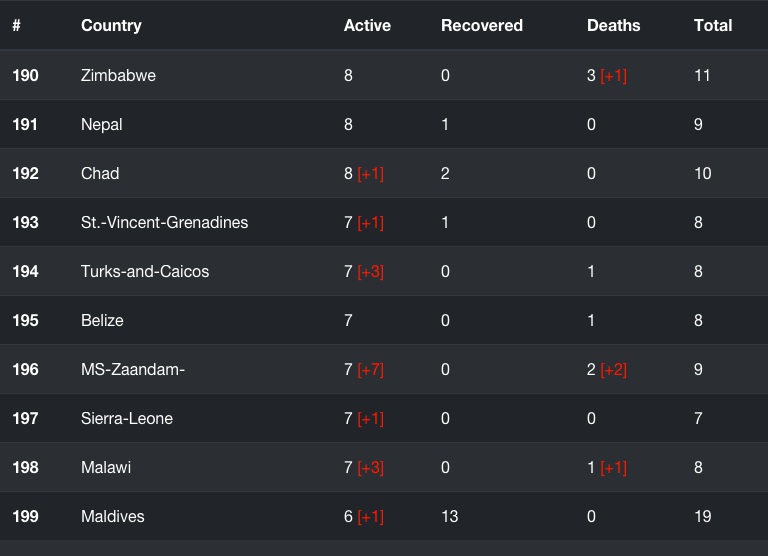 # Country Active Recovered Deaths Total
190 Zimbabwe 8 0 3 [+1] 11
191 Nepal 8 1 0 9
192 Chad 8 [+1] 2 0 10
193 St.-Vincent-Grenadines 7 [+1] 1 0 8
194 Turks-and-Caicos 7 [+3] 0 1 8
195 Belize 7 0 1 8
196 MS-Zaandam- 7 [+7] 0 2 [+2] 9
197 Sierra-Leone 7 [+1] 0 0 7
198 Malawi 7 [+3] 0 1 [+1] 8
199 Maldives 6 [+1] 13 0 19